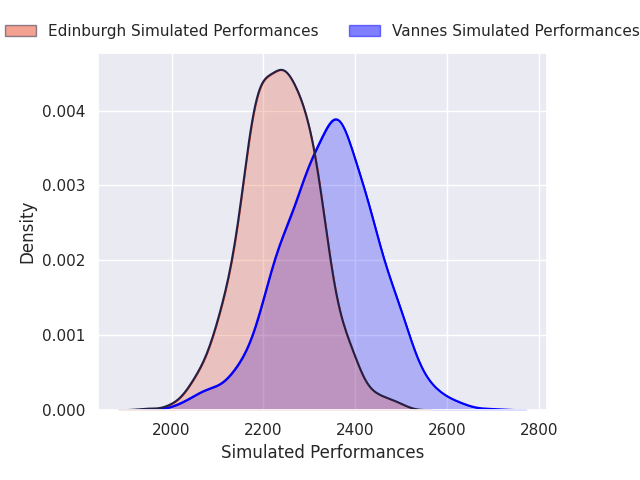 Edinburgh Simulated Performances Vannes Simulated Performances
0.004
0.003
0.002
0.001
0.000
Density
2000 2200 2400 2600 2800
Simulated Performances